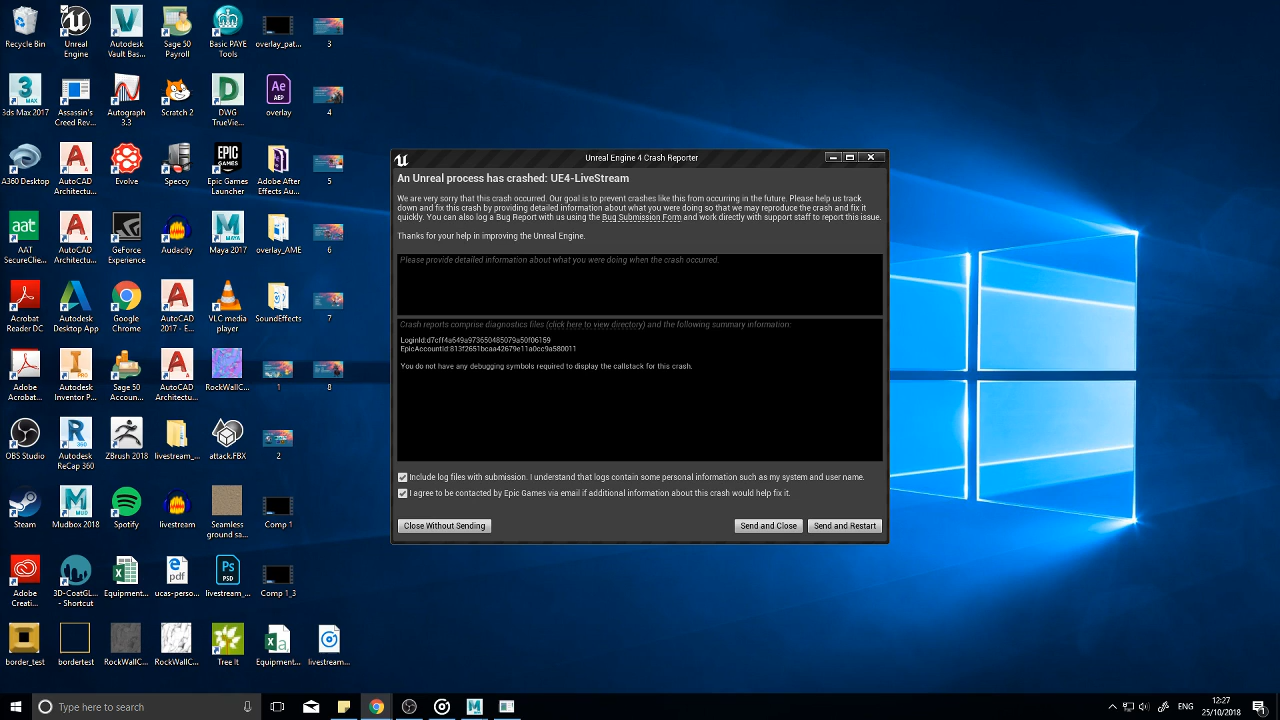 Recycle Bin
Unreal Engine
Autodesk Vault Bas...
Sage 50 Payroll
Basic PAYE Tools
overlay_pat...
3
3ds Max 2017
Assassin's Creed Rev...
Autograph 3.3
Scratch 2
DWG TrueVie...
overlay
4
A360 Desktop
AutoCAD Architectu...
Evolve
Speccy
Epic Games Launcher
Adobe After Effects Au...
5
AAT SecureClie...
AutoCAD Architectu...
GeForce Experience
Audacity
Maya 2017
overlay_AME
6
Acrobat Reader DC
Autodesk Desktop App
Google Chrome
AutoCAD 2017 - E...
VLC media player
SoundEffects
7
Adobe Acrobat...
Inventor P...
Sage 50 Accoun...
AutoCAD Architectu...
RockWallC...
1
8
OBS Studio
Autodesk ReCap 360
ZBrush 2018
livestream_...
attack.FBX
2
Steam
Mudbox 2018
Spotify
livestream
Seamless ground sa...
Comp 1
Adobe Creati...
3D-CoatGL... - Shortcut
Equipment...
ucas-perso...
livestream_...
Comp 1_3
border_test
bordertest
RockWallC...
RockWallC...
Tree It
Equipment...
livestream...
Unreal Engine 4 Crash Reporter
An Unreal process has crashed: UE4-LiveStream
We are very sorry that this crash occurred. Our goal is to prevent crashes like this from occurring in the future. Please help us track
down and fix this crash by providing detailed information about what you were doing so that we may reproduce the crash and fix it
quickly. You can also log a Bug Report with us using the Bug Submission Form and work directly with support staff to report this issue.
Thanks for your help in improving the Unreal Engine.
Please provide detailed information about what you were doing when the crash occurred.
Crash reports comprise diagnostics files (click here to view directory) and the following summary information:
LoginId:d7cff4a649a973650485079a50f06159
EpicAccountId:813f2651bcaa42679e11a0cc9a580011
You do not have any debugging symbols required to display the callstack for this crash.
Include log files with submission. I understand that logs contain some personal information such as my system and user name.
I agree to be contacted by Epic Games via email if additional information about this crash would help fix it.
Close Without Sending
Send and Close
Send and Restart
Type here to search
ENG
12:27
25/10/2018